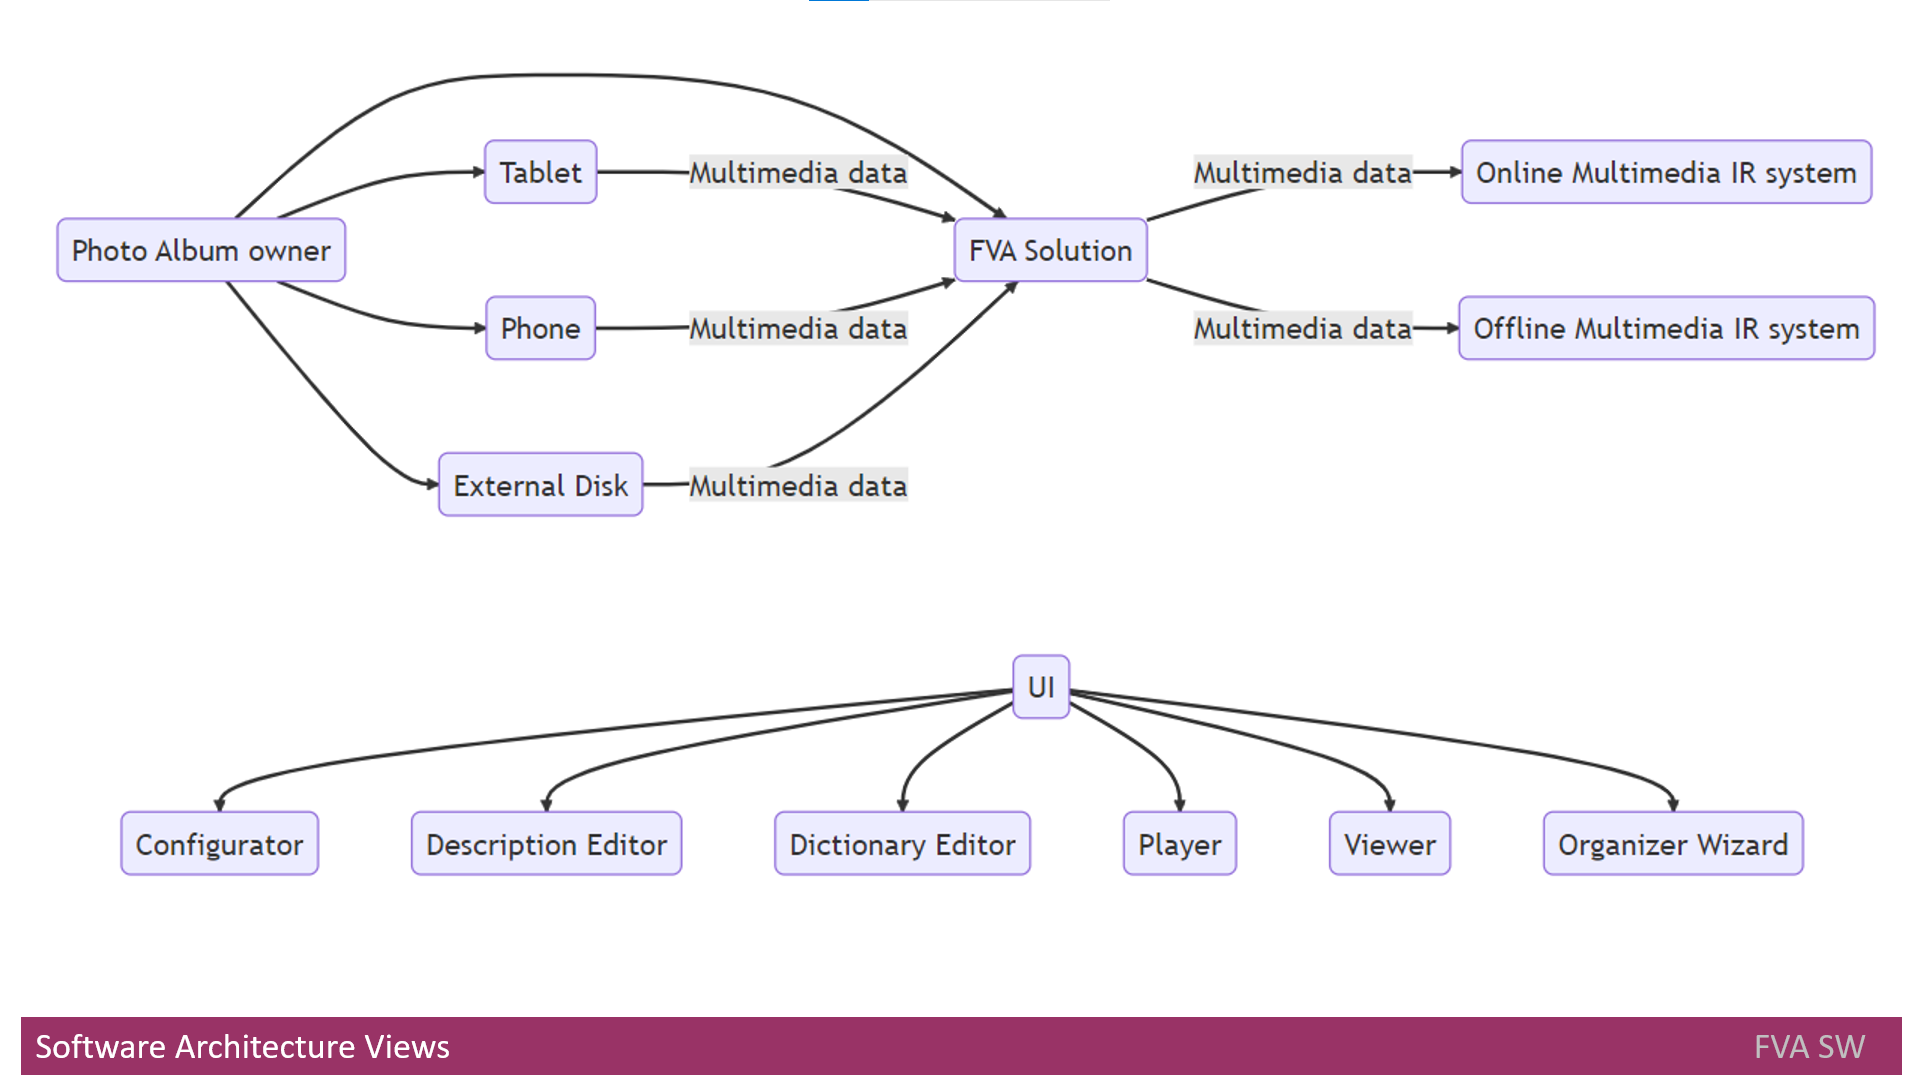 Tablet
Multimedia data
Multimedia data
Online Multimedia IR system
Photo Album owner
FVA Solution
Phone
Multimedia data
Multimedia data
Offline Multimedia IR system
External Disk
Multimedia data
UI
Configurator
Description Editor
Dictionary Editor
Player
Viewer
Organizer Wizard
Software Architecture Views
FVA SW